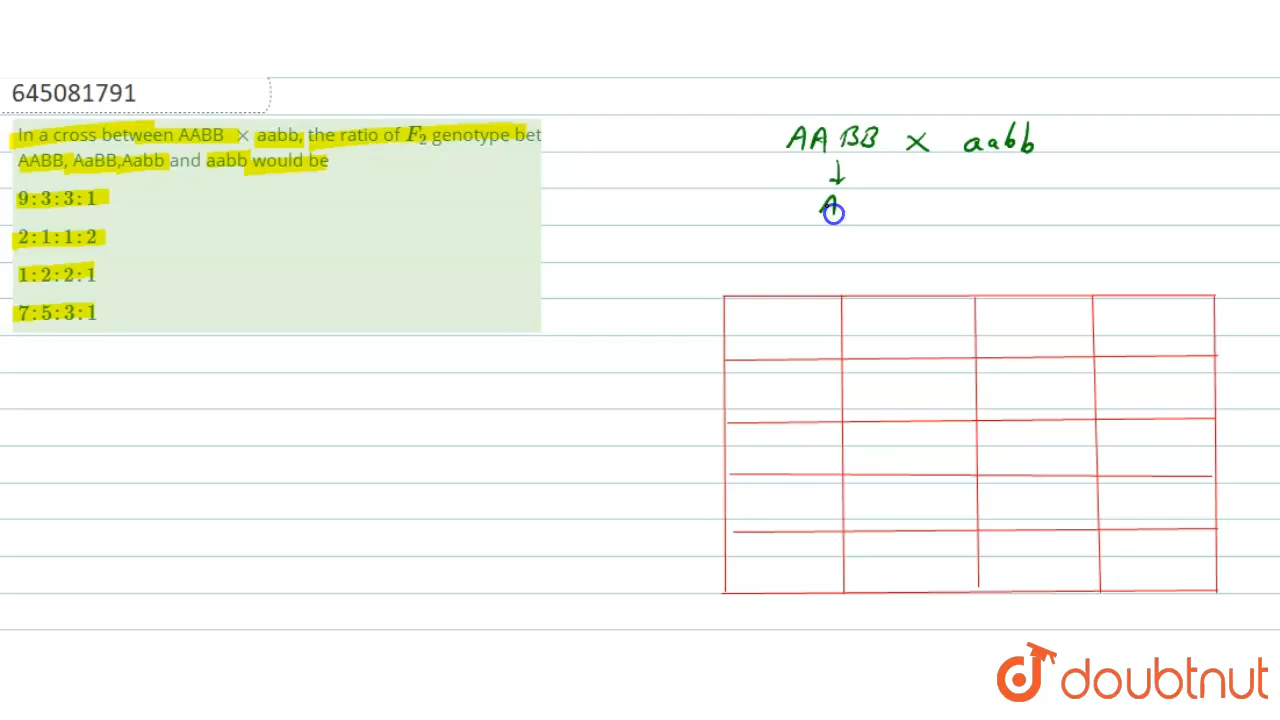 645081791
In a cross between AABB × aabb, the ratio of F₂ genotype bet
AABB, AaBB,Aabb and aabb would be
9 : 3 : 3 : 1
2 : 1 : 1 : 2
1 : 2 : 2 : 1
7 : 5 : 3 : 1
AABB × aabb
↓
A
doubtnut